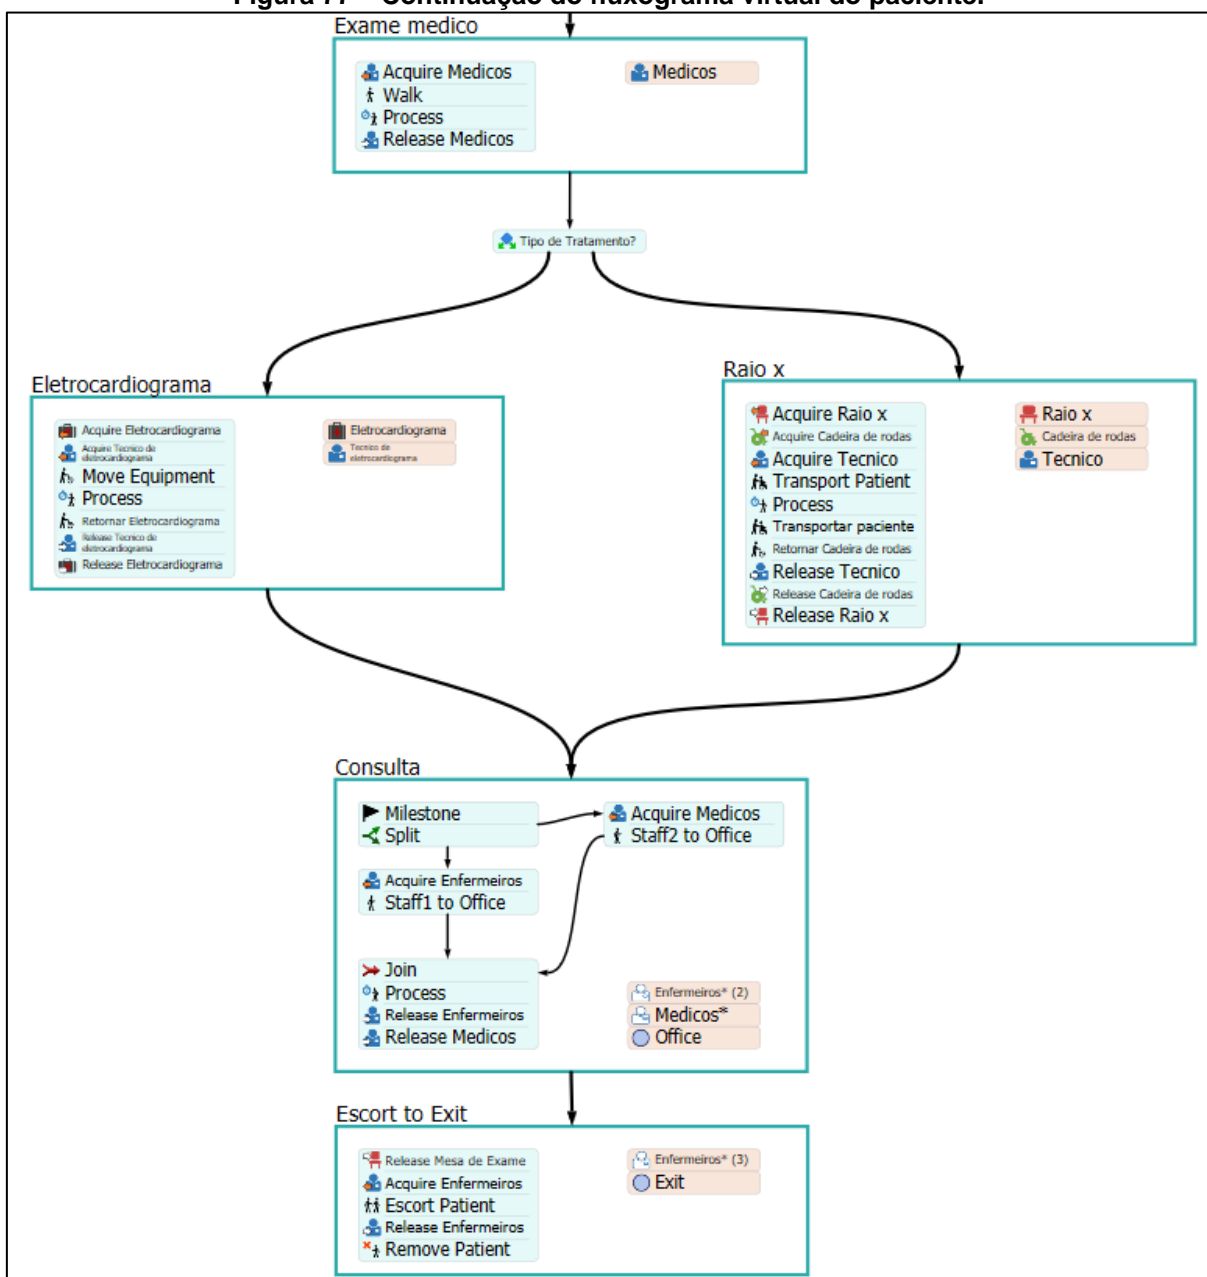 Figura 77 – Continuação do fluxograma virtual do paciente.
Exame medico
Acquire Medicos
Walk
Process
Release Medicos
Medicos
Tipo de Tratamento?
Eletrocardiograma
Acquire Eletrocardiograma
Acquire Tecnico de
eletrocardiograma
Move Equipment
Process
Retornar Eletrocardiograma
Release Tecnico de
eletrocardiograma
Release Eletrocardiograma
Eletrocardiograma
Tecnico de
eletrocardiograma
Raio x
Acquire Raio x
Acquire Cadeira de rodas
Acquire Tecnico
Transport Patient
Process
Transportar paciente
Retornar Cadeira de rodas
Release Tecnico
Release Cadeira de rodas
Release Raio x
Raio x
Cadeira de rodas
Tecnico
Consulta
Milestone
Split
Acquire Medicos
Staff2 to Office
Acquire Enfermeiros
Staff1 to Office
Join
Process
Release Enfermeiros
Release Medicos
Enfermeiros* (2)
Medicos*
Office
Escort to Exit
Release Mesa de Exame
Acquire Enfermeiros
Escort Patient
Release Enfermeiros
Remove Patient
Enfermeiros* (3)
Exit